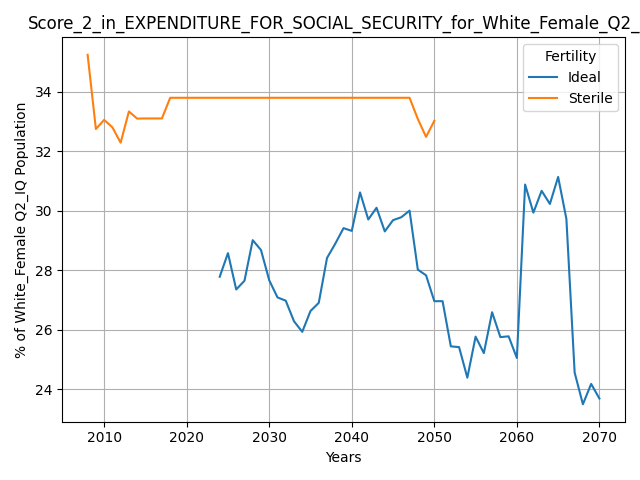 Score_2_in_EXPENDITURE_FOR_SOCIAL_SECURITY_for_White_Female_Q2_
Fertility
Ideal
Sterile
% of White_Female Q2_IQ Population
34
32
30
28
26
24
2010 2020 2030 2040 2050 2060 2070
Years